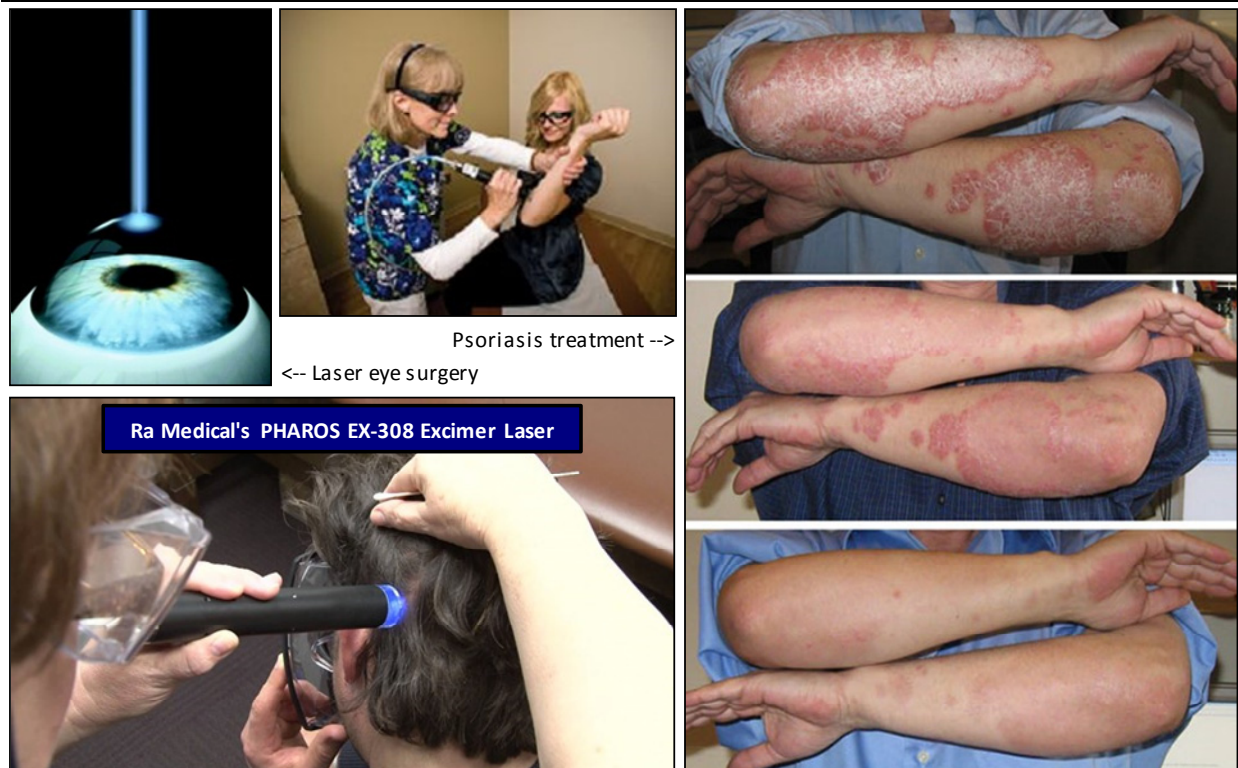 Psoriasis treatment -->
<-- Laser eye surgery
Ra Medical's PHAROS EX-308 Excimer Laser